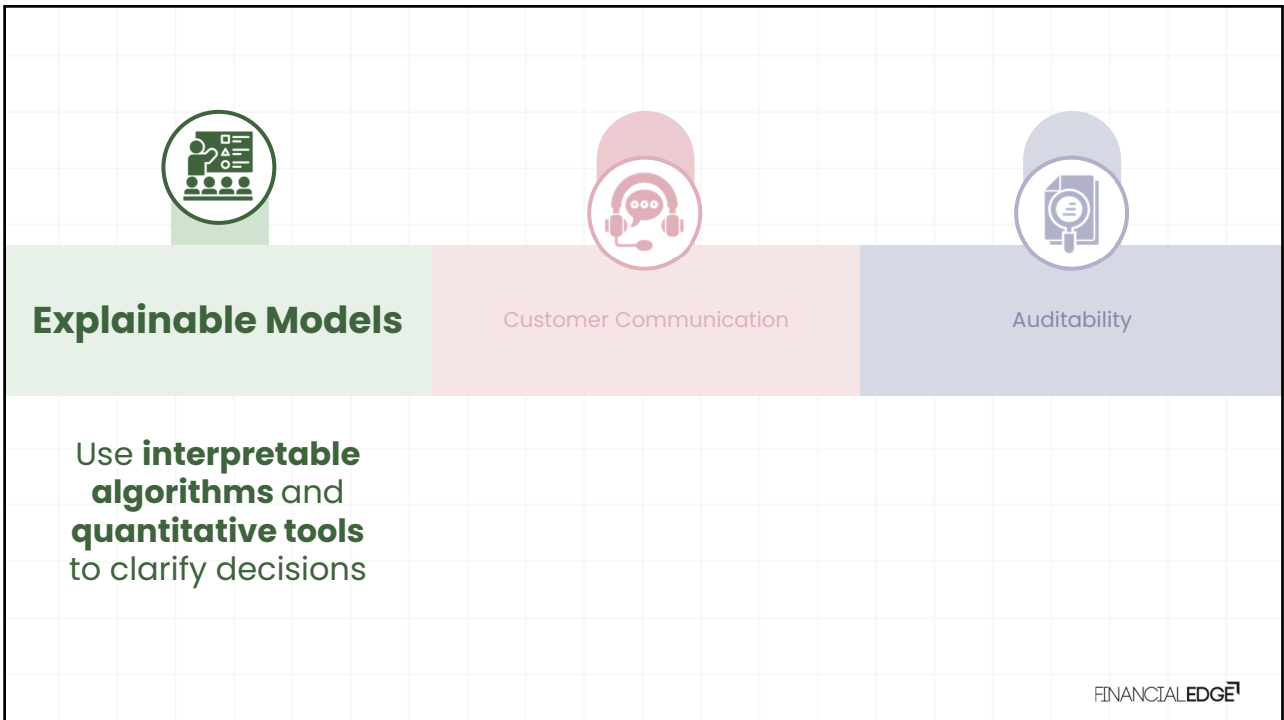 Explainable Models
Customer Communication
Auditability
Use interpretable
algorithms and
quantitative tools
to clarify decisions
FINANCIALEDGE